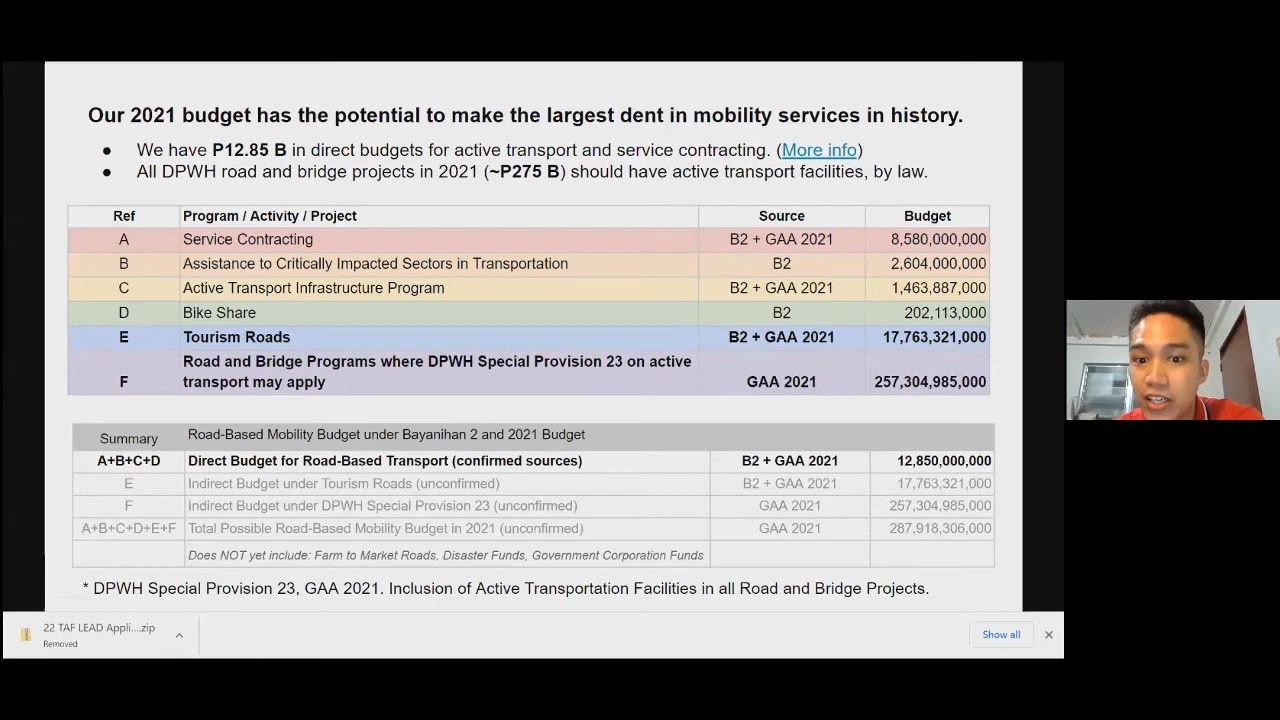 Our 2021 budget has the potential to make the largest dent in mobility services in history.
● We have P12.85 B in direct budgets for active transport and service contracting. (More info)
● All DPWH road and bridge projects in 2021 (~P275 B) should have active transport facilities, by law.
Ref Program / Activity / Project Source Budget
A Service Contracting B2 + GAA 2021 8,580,000,000
B Assistance to Critically Impacted Sectors in Transportation B2 2,604,000,000
C Active Transport Infrastructure Program B2 + GAA 2021 1,463,887,000
D Bike Share B2 202,113,000
E Tourism Roads B2 + GAA 2021 17,763,321,000
Road and Bridge Programs where DPWH Special Provision 23 on active
F transport may apply GAA 2021 257,304,985,000
Summary Road-Based Mobility Budget under Bayanihan 2 and 2021 Budget
A+B+C+D Direct Budget for Road-Based Transport (confirmed sources) B2 + GAA 2021 12,850,000,000
E Indirect Budget under Tourism Roads (unconfirmed) B2 + GAA 2021 17,763,321,000
F Indirect Budget under DPWH Special Provision 23 (unconfirmed) GAA 2021 257,304,985,000
A+B+C+D+E+F Total Possible Road-Based Mobility Budget in 2021 (unconfirmed) GAA 2021 287,918,306,000
Does NOT yet include: Farm to Market Roads, Disaster Funds, Government Corporation Funds
* DPWH Special Provision 23, GAA 2021. Inclusion of Active Transportation Facilities in all Road and Bridge Projects.
22 TAF LEAD Appli....zip
Removed
Show all